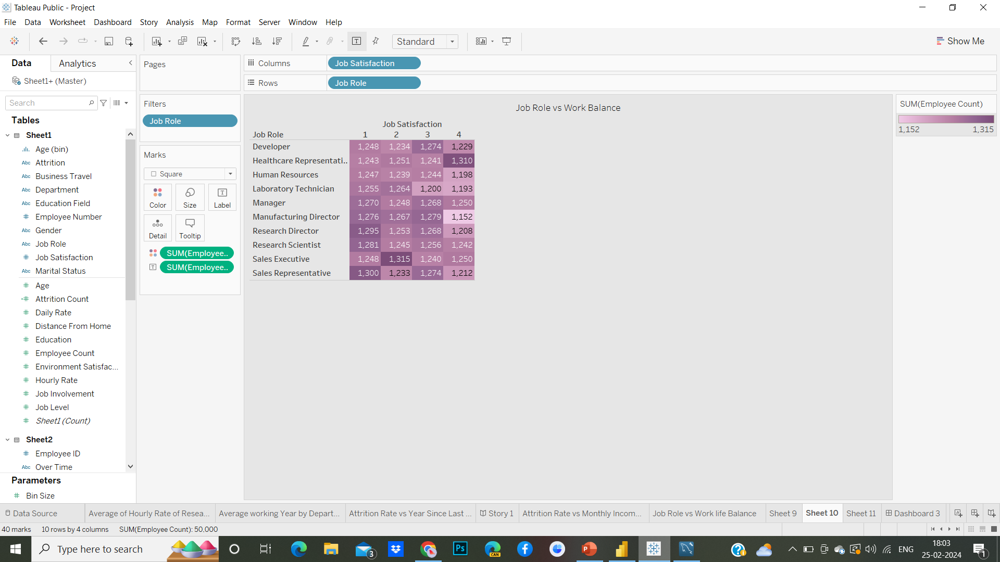 Tableau Public - Project
File Data Worksheet Dashboard Story Analysis Map Format Server Window Help
Standard
Show Me
Data Analytics
Sheet1+ (Master)
Search
Tables
Sheet1
Age (bin)
Abc Attrition
Abc Business Travel
Abc Department
Abc Education Field
# Employee Number
Abc Gender
Abc Job Role
# Job Satisfaction
Abc Marital Status
# Age
=# Attrition Count
# Daily Rate
# Distance From Home
# Education
# Employee Count
# Environment Satisfac...
# Hourly Rate
# Job Involvement
# Job Level
# Sheet1 (Count)
Sheet2
# Employee ID
Abc Over Time
Parameters
# Bin Size
Pages
Filters
Job Role
Marks
Square
Color Size Label
Detail Tooltip
SUM(Employee..
SUM(Employee..
Columns Job Satisfaction
Rows Job Role
Job Role vs Work Balance
Job Satisfaction
Job Role 1 2 3 4
Developer 1,248 1,234 1,274 1,229
Healthcare Representati.. 1,243 1,251 1,241 1,310
Human Resources 1,247 1,239 1,244 1,198
Laboratory Technician 1,255 1,264 1,200 1,193
Manager 1,270 1,248 1,268 1,250
Manufacturing Director 1,276 1,267 1,279 1,152
Research Director 1,295 1,253 1,268 1,208
Research Scientist 1,281 1,245 1,256 1,242
Sales Executive 1,248 1,315 1,240 1,250
Sales Representative 1,300 1,233 1,274 1,212
SUM(Employee Count)
1,152 1,315
Data Source Average of Hourly Rate of Resea... Average working Year by Depart... Attrition Rate vs Year Since Last ... Story 1 Attrition Rate vs Monthly Incom... Job Role vs Work life Balance Sheet 9 Sheet 10 Sheet 11 Dashboard 3
40 marks 10 rows by 4 columns SUM(Employee Count): 50,000
Type here to search
3
Ps
CAN
P
ENG
18:03
25-02-2024
1